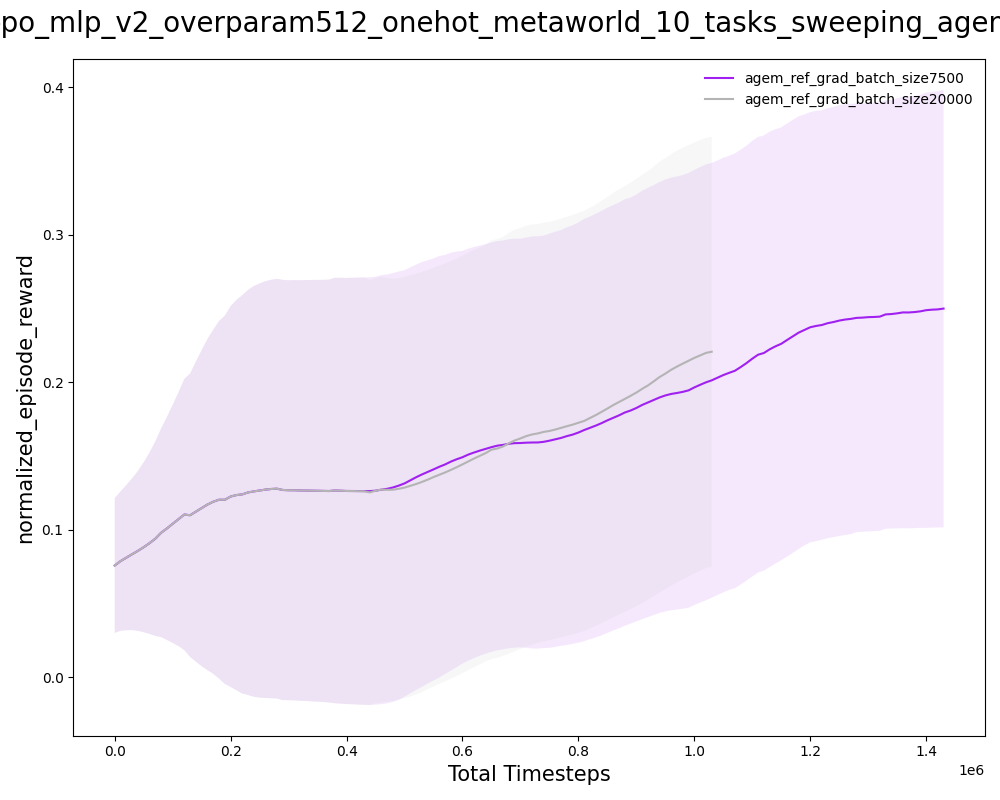 po_mlp_v2_overparam512_onehot_metaworld_10_tasks_sweeping_ager
agem_ref_grad_batch_size7500
agem_ref_grad_batch_size20000
0.4
0.3
0.2
0.1
0.0
normalized_episode_reward
0.0 0.2 0.4 0.6 0.8 1.0 1.2 1.4
1e6
Total Timesteps